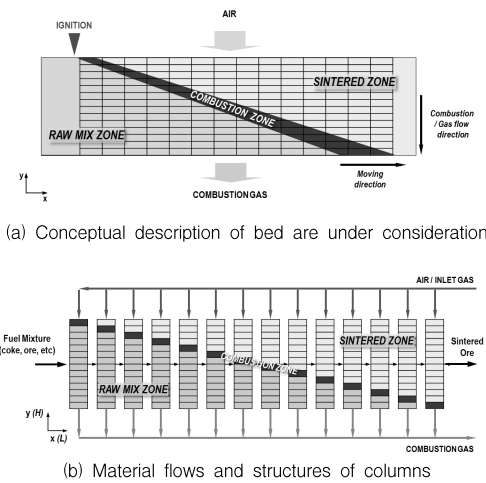 AIR
IGNITION
SINTERED ZONE
COMBUSTION ZONE
RAW MIX ZONE
Combustion
/ Gas flow
direction
Moving
direction
y
x
COMBUSTION GAS
(a) Conceptual description of bed are under consideration
AIR / INLET GAS
Fuel Mixture
(coke, ore, etc)
SINTERED ZONE
Sintered
Ore
COMBUSTION ZONE
RAW MIX ZONE
y (H)
x (L)
COMBUSTION GAS
(b) Material flows and structures of columns